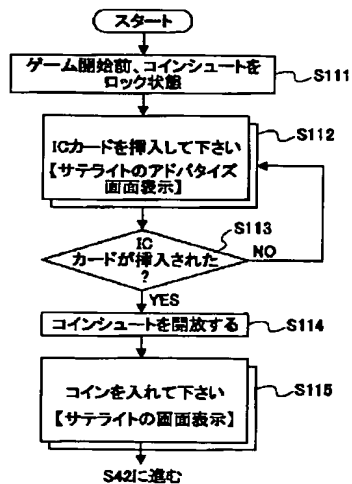 スタート
ゲーム開始前、コインシュートを
ロック状態
S111
ICカードを挿入して下さい
【サテライトのアドバタイズ
画面表示】
S112
IC
カードが挿入された
?
S113
NO
YES
コインシュートを開放する
S114
コインを入れて下さい
【サテライトの画面表示】
S115
S42に進む